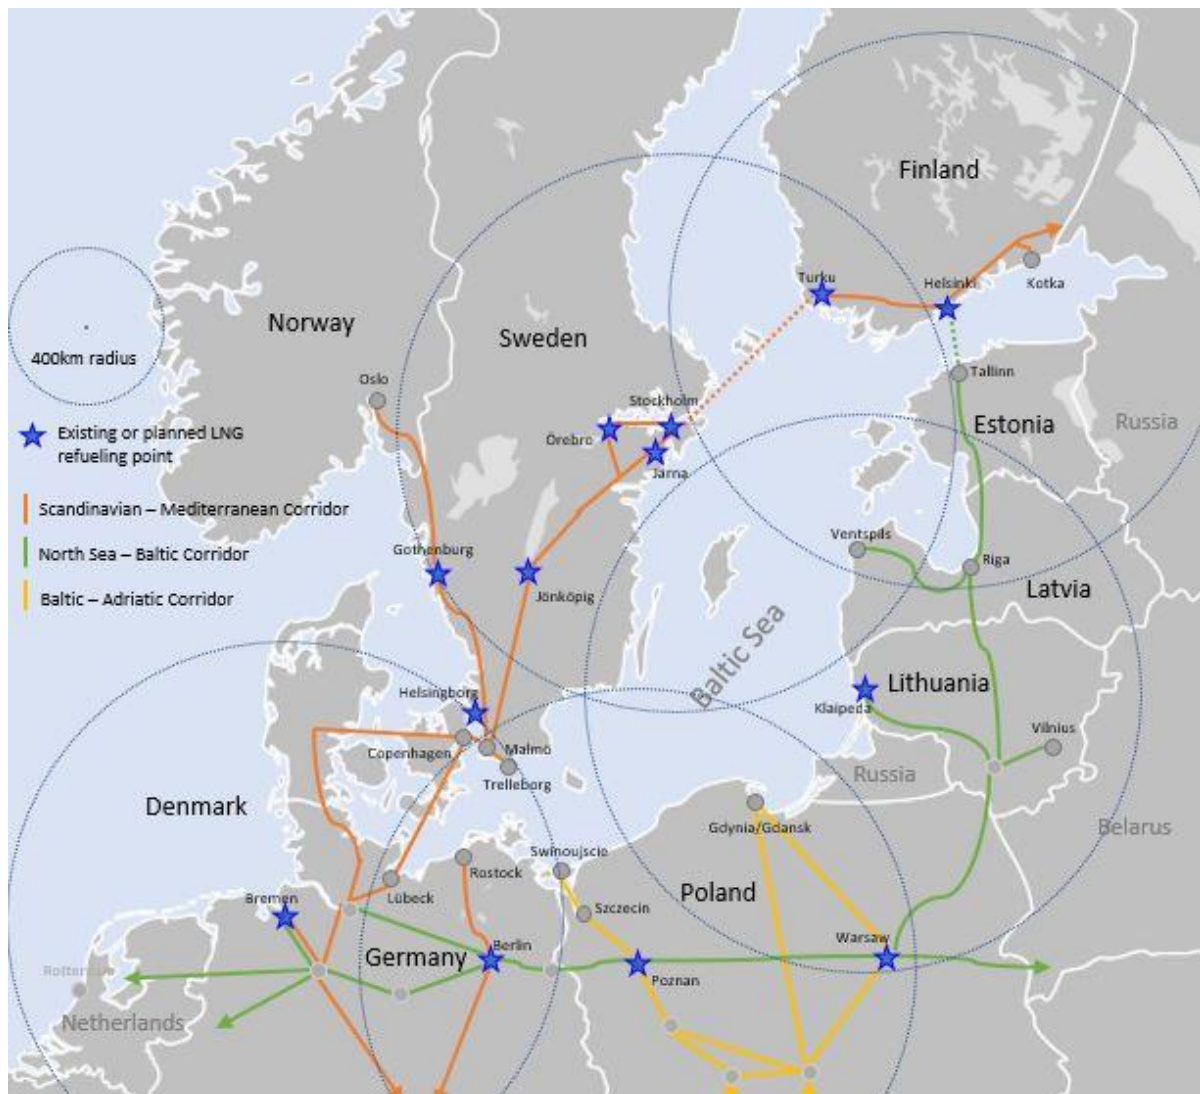 Finland
Turku
Helsinki
Kotka
Norway
Sweden
400km radius
Oslo
Tallinn
Stockholm
Estonia
Russia
Existing or planned LNG
refueling point
Örebro
Jarna
Scandinavian – Mediterranean Corridor
Ventspils
North Sea – Baltic Corridor
Gothenburg
Riga
Baltic – Adriatic Corridor
Jönköpig
Latvia
Baltic Sea
Helsingborg
Lithuania
Klaipeda
Vilnius
Copenhagen
Malmö
Trelleborg
Russia
Denmark
Gdynia/Gdansk
Belarus
Swinoujscie
Rostock
Lübeck
Poland
Bremen
Szczecin
Warsaw
Berlin
Germany
Poznan
Netherlands